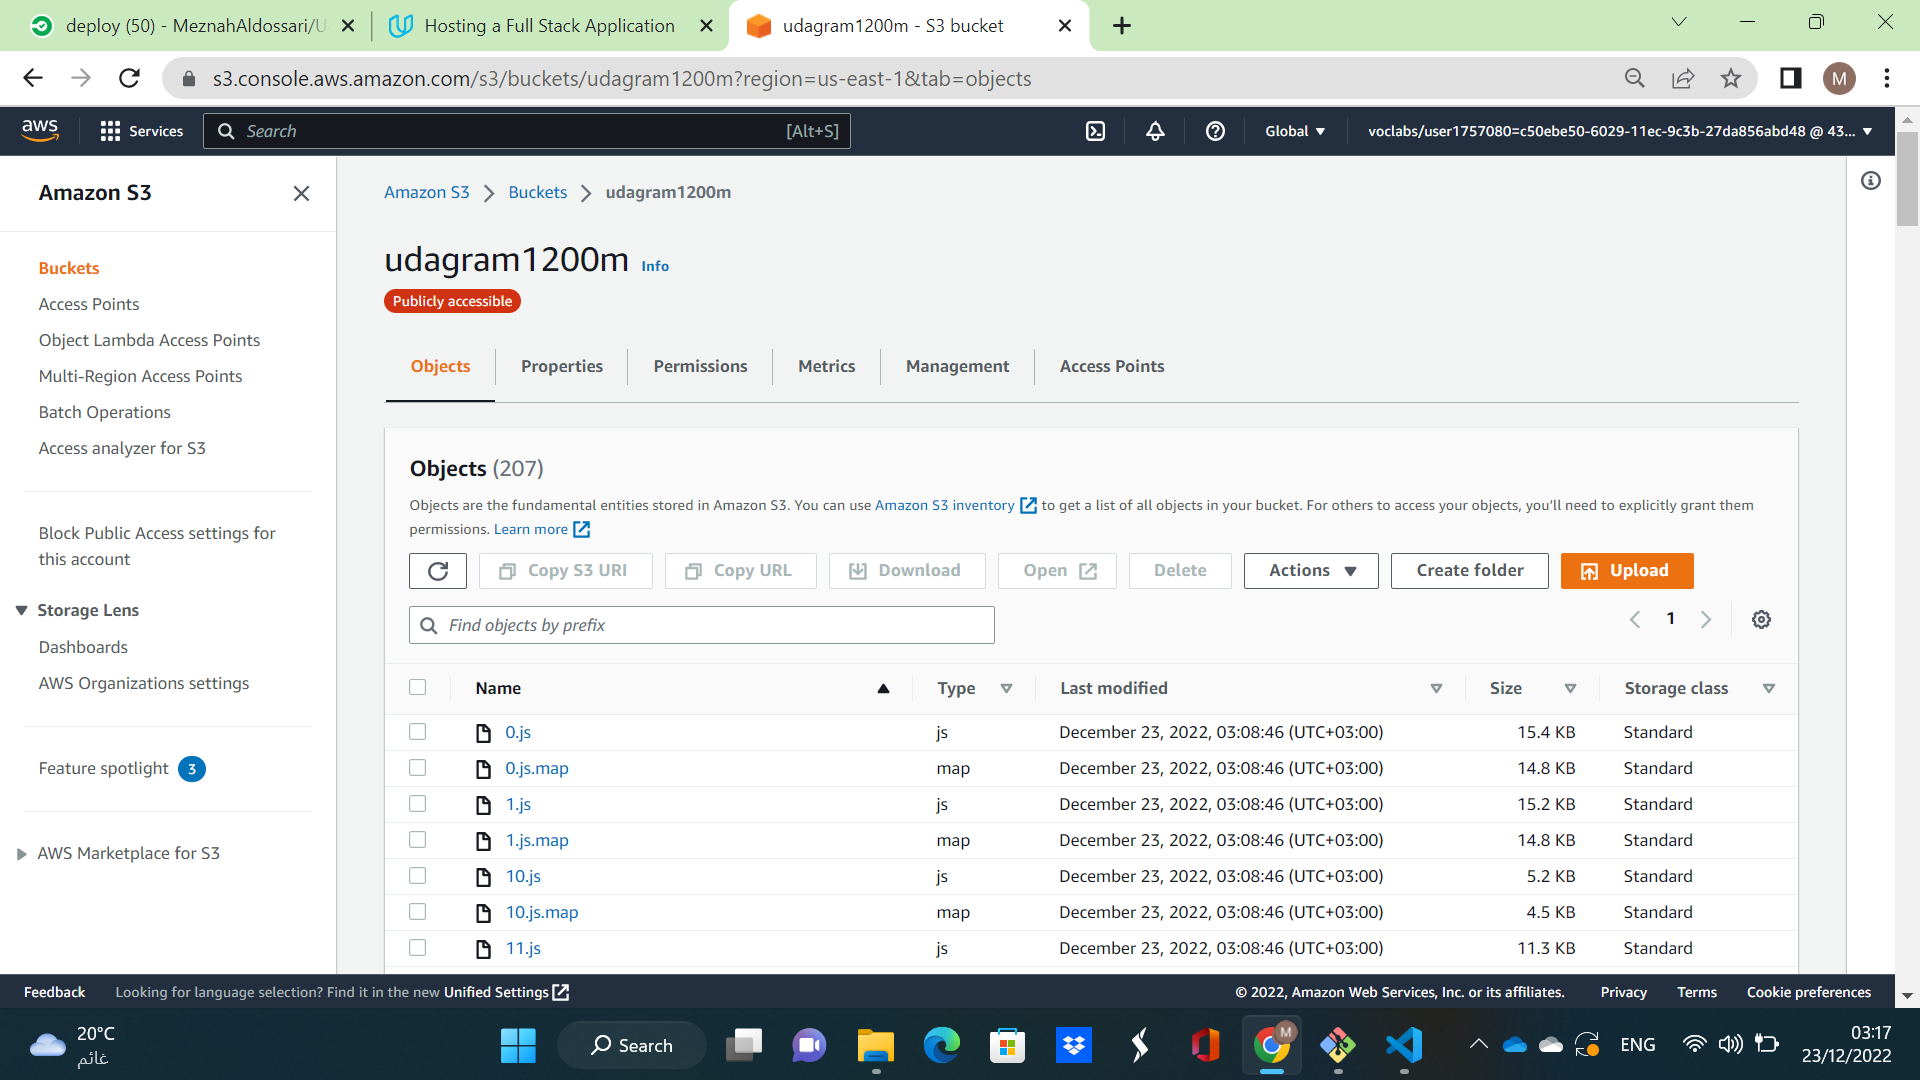 deploy (50) - MeznahAldossari/U
Hosting a Full Stack Application
udagram1200m - S3 bucket
s3.console.aws.amazon.com/s3/buckets/udagram1200m?region=us-east-1&tab=objects
M
aws
Services
Search
[Alt+S]
Global
voclabs/user1757080=c50ebe50-6029-11ec-9c3b-27da856abd48 @ 43...
Amazon S3
Buckets
Access Points
Object Lambda Access Points
Multi-Region Access Points
Batch Operations
Access analyzer for S3
Block Public Access settings for
this account
Storage Lens
Dashboards
AWS Organizations settings
Feature spotlight 3
AWS Marketplace for S3
Amazon S3 Buckets udagram1200m
udagram1200m Info
Publicly accessible
Objects Properties Permissions Metrics Management Access Points
Objects (207)
Objects are the fundamental entities stored in Amazon S3. You can use Amazon S3 inventory to get a list of all objects in your bucket. For others to access your objects, you'll need to explicitly grant them
permissions. Learn more
Copy S3 URI Copy URL Download Open Delete Actions Create folder Upload
Find objects by prefix
1
Name Type Last modified Size Storage class
0.js js December 23, 2022, 03:08:46 (UTC+03:00) 15.4 KB Standard
0.js.map map December 23, 2022, 03:08:46 (UTC+03:00) 14.8 KB Standard
1.js js December 23, 2022, 03:08:46 (UTC+03:00) 15.2 KB Standard
1.js.map map December 23, 2022, 03:08:46 (UTC+03:00) 14.8 KB Standard
10.js js December 23, 2022, 03:08:46 (UTC+03:00) 5.2 KB Standard
10.js.map map December 23, 2022, 03:08:46 (UTC+03:00) 4.5 KB Standard
11.js js December 23, 2022, 03:08:46 (UTC+03:00) 11.3 KB Standard
Feedback Looking for language selection? Find it in the new Unified Settings © 2022, Amazon Web Services, Inc. or its affiliates. Privacy Terms Cookie preferences
20°C
غائم
Search
M
ENG
03:17
23/12/2022